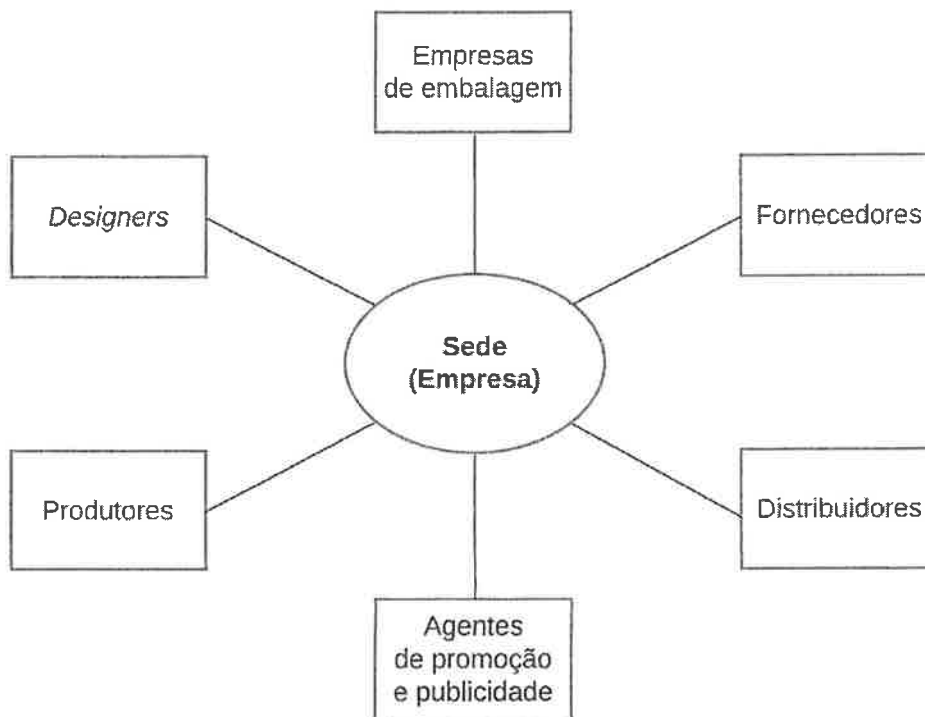 Empresas
de embalagem
Designers
Fornecedores
Sede
(Empresa)
Produtores
Distribuidores
Agentes
de promoção
e publicidade